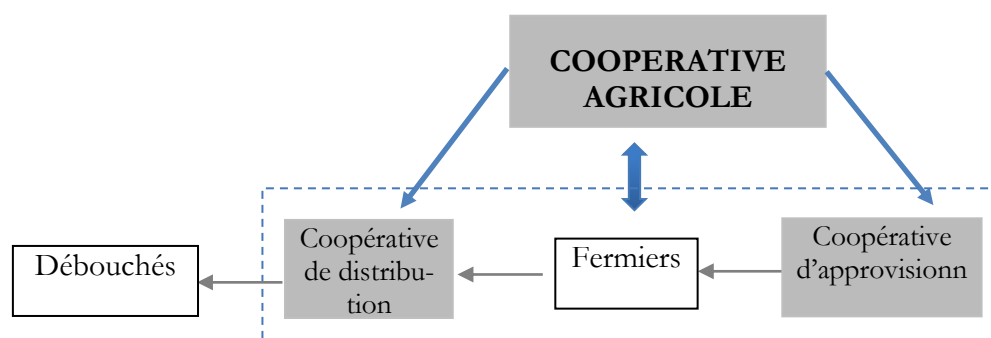 COOPERATIVE
AGRICOLE
Débouchés
Coopérative
de distribu-
tion
Fermiers
Coopérative
d'approvisionn